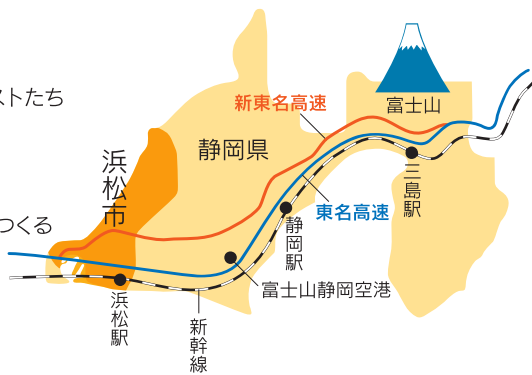 ストたち
つくる
新東名高速
富士山
静岡県
浜松市
三島駅
東名高速
静岡駅
富士山静岡空港
浜松駅
新幹線